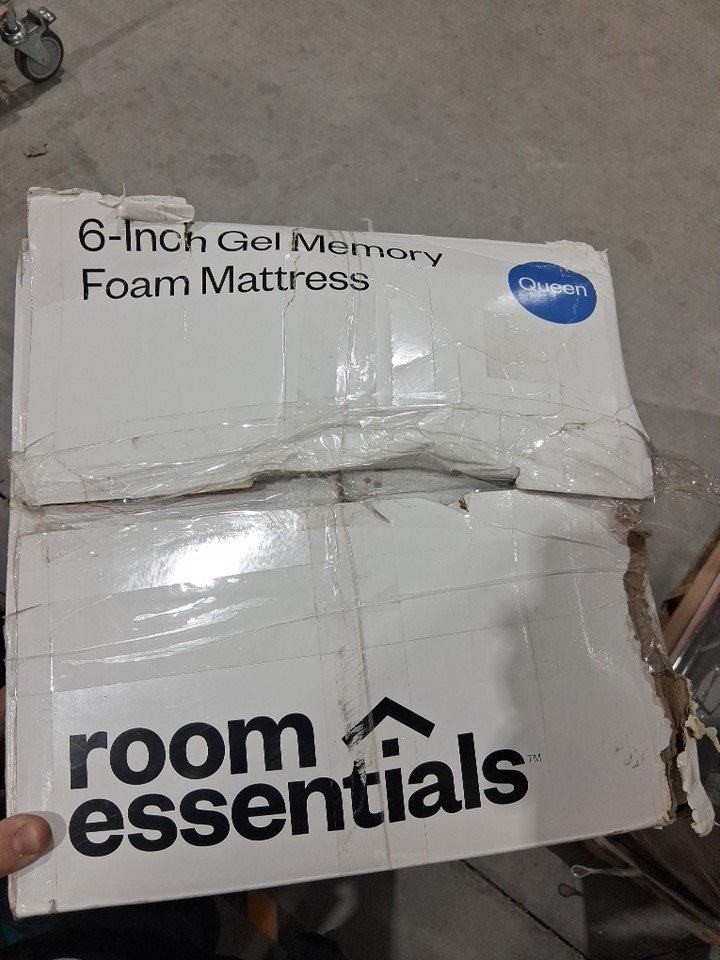 6-Inch Gel Memory
Foam Mattress
Queen
room
essentials™